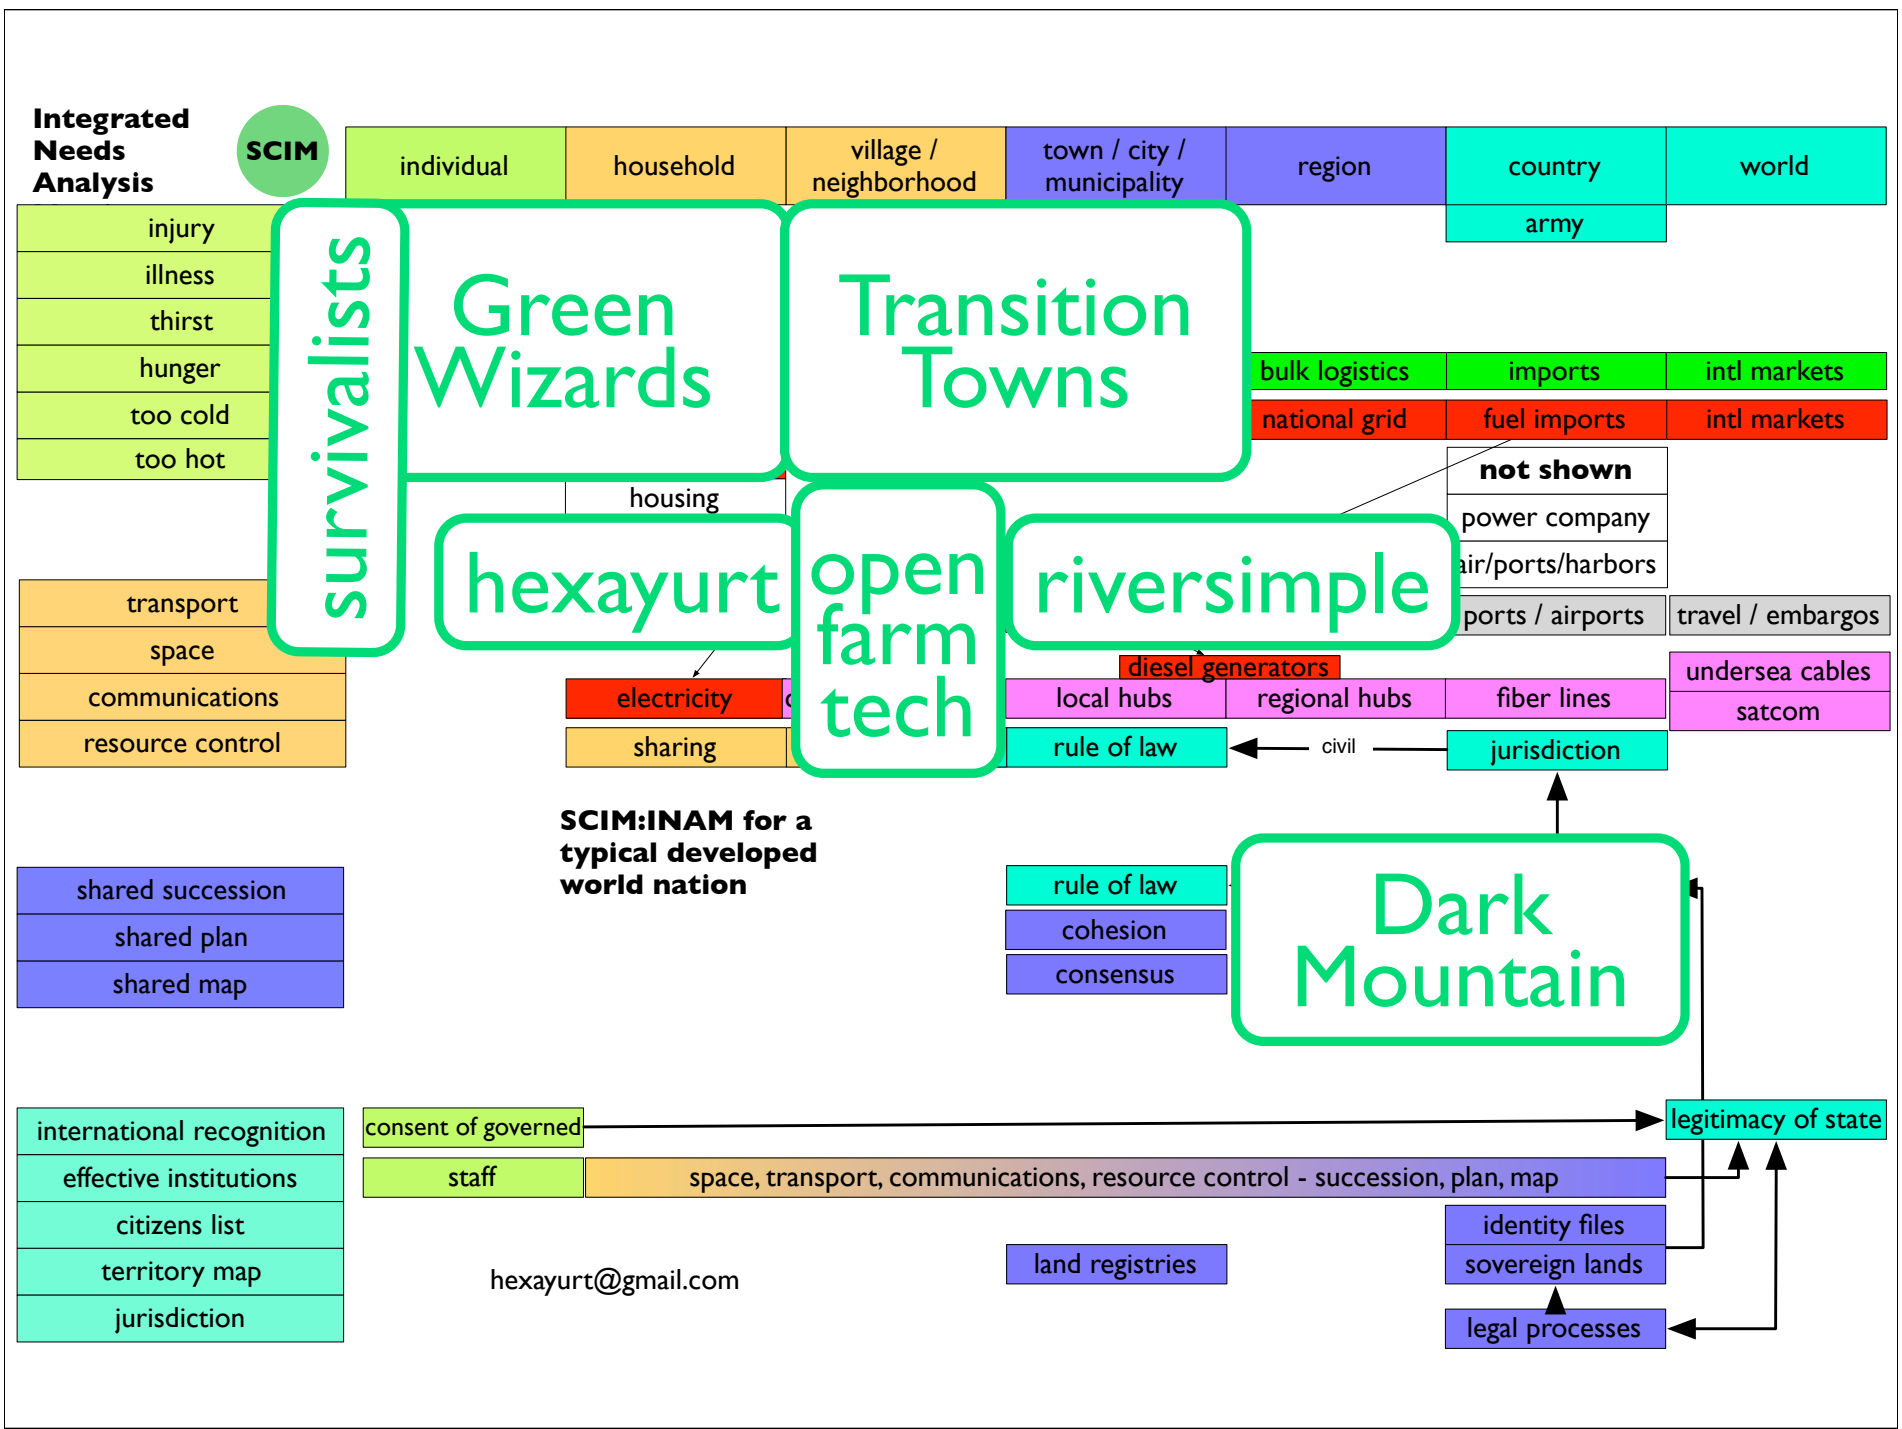 Integrated
Needs
Analysis
SCIM
individual
household
village /
neighborhood
town / city /
municipality
region
country
world
injury
illness
thirst
hunger
too cold
too hot
army
survivalists
Green
Wizards
Transition
Towns
bulk logistics
imports
intl markets
national grid
fuel imports
intl markets
not shown
power company
air/ports/harbors
housing
hexayurt
open
farm
tech
riversimple
transport
space
communications
resource control
ports / airports
travel / embargos
diesel generators
undersea cables
satcom
electricity
local hubs
regional hubs
fiber lines
sharing
rule of law
civil
jurisdiction
SCIM:INAM for a
typical developed
world nation
shared succession
shared plan
shared map
rule of law
cohesion
consensus
Dark
Mountain
international recognition
effective institutions
citizens list
territory map
jurisdiction
consent of governed
legitimacy of state
staff
space, transport, communications, resource control - succession, plan, map
identity files
sovereign lands
land registries
legal processes
hexayurt@gmail.com